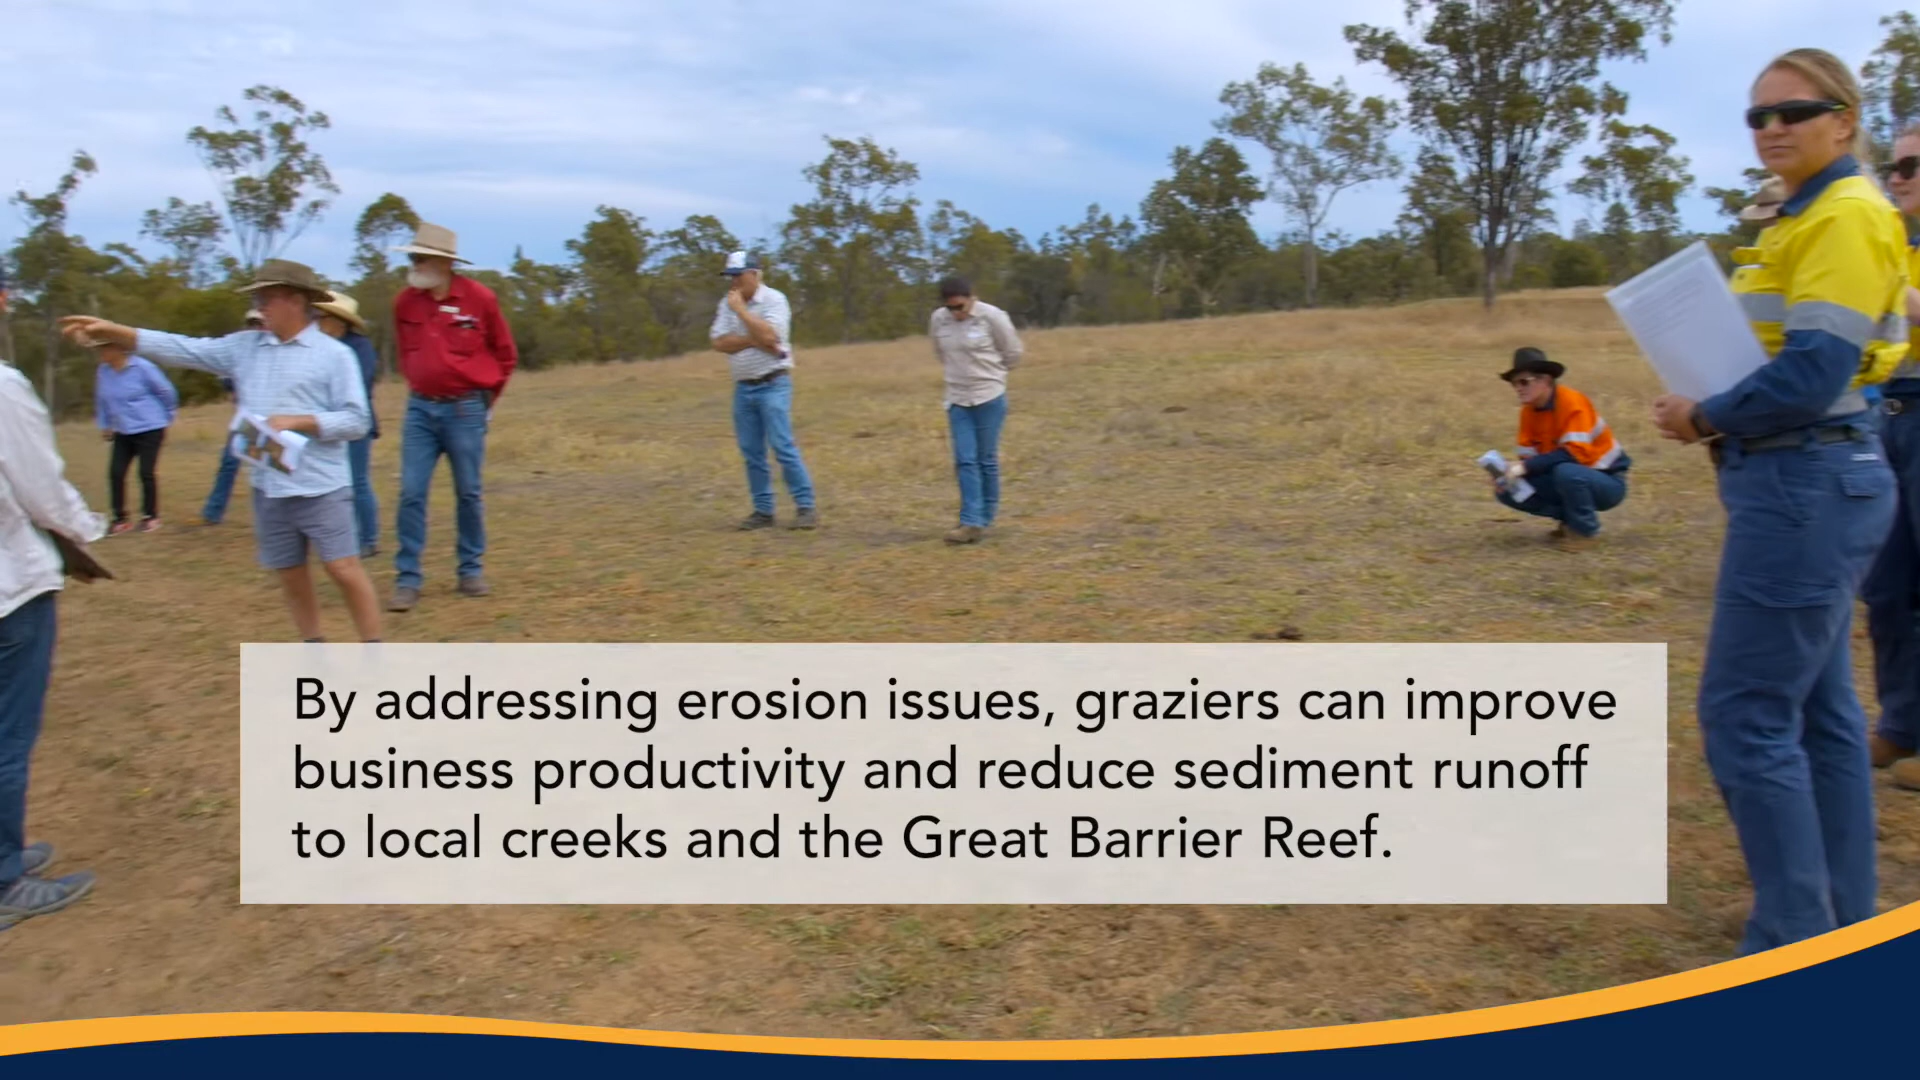 By addressing erosion issues, graziers can improve
business productivity and reduce sediment runoff
to local creeks and the Great Barrier Reef.